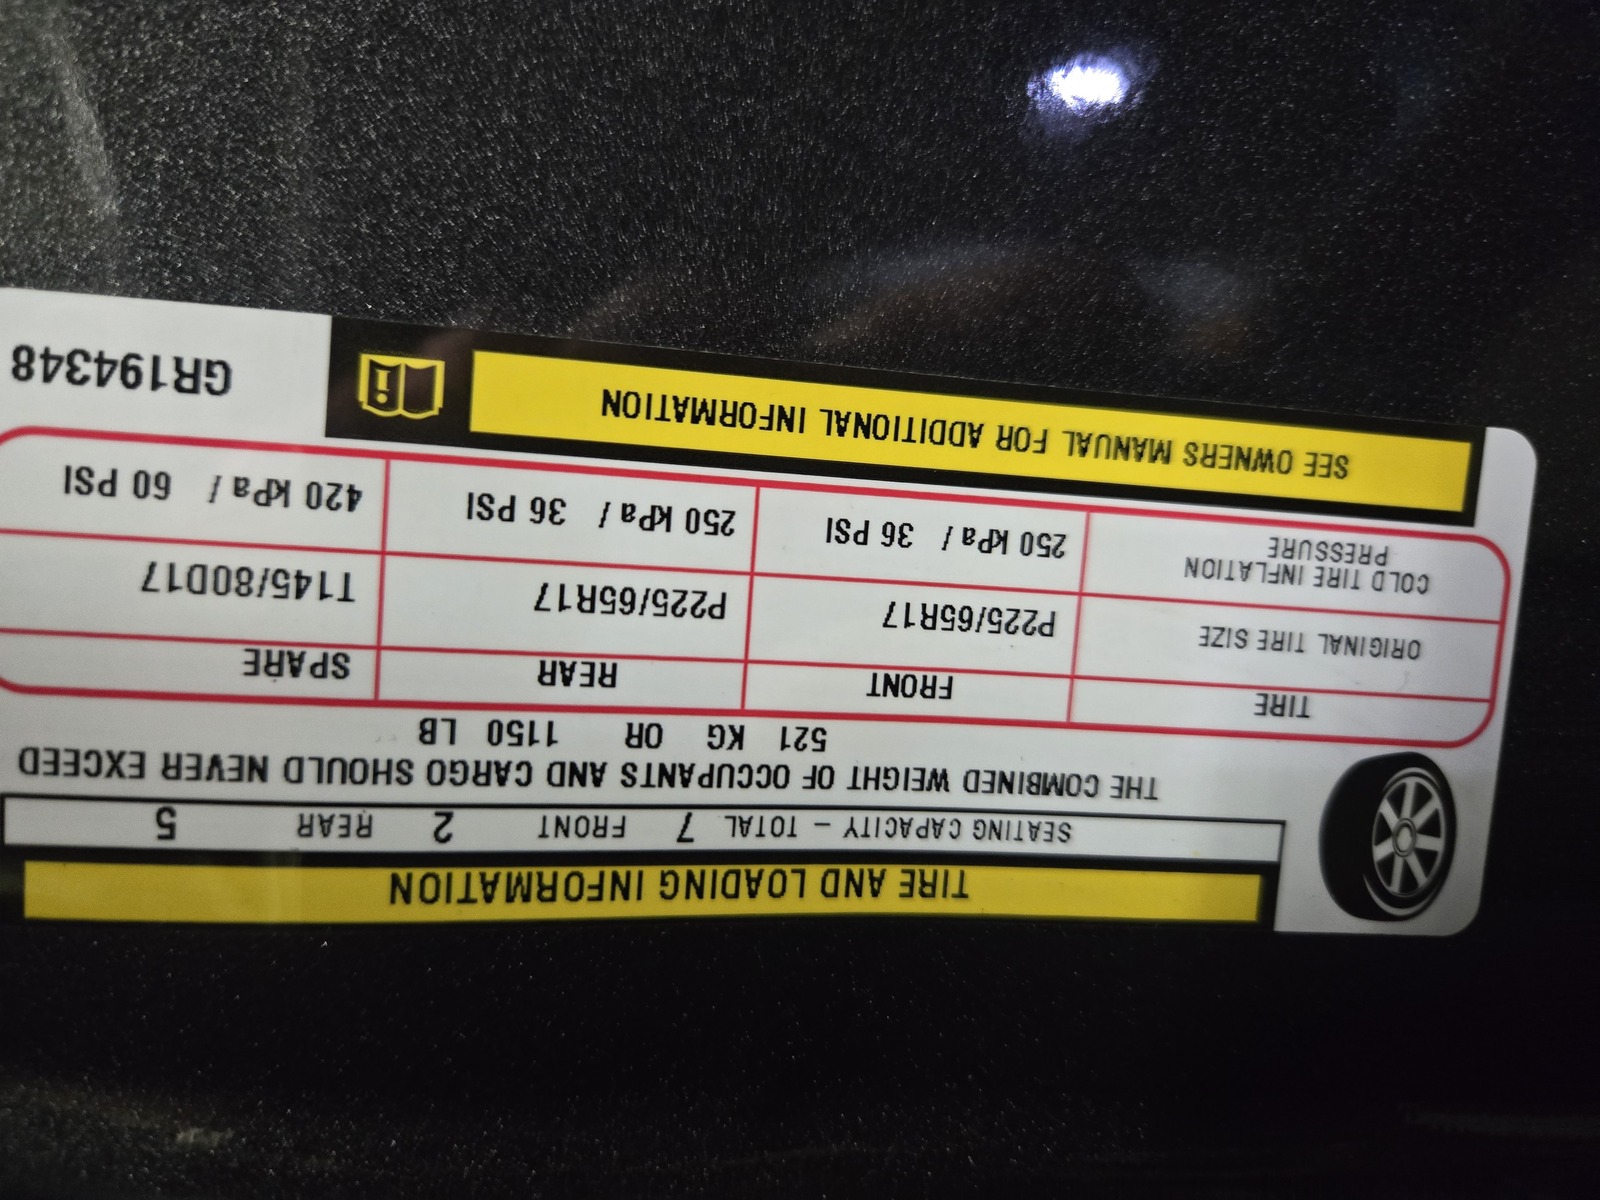 TIRE AND LOADING INFORMATION
SEATING CAPACITY – TOTAL 7 FRONT 2 REAR 5
THE COMBINED WEIGHT OF OCCUPANTS AND CARGO SHOULD NEVER EXCEED
521 KG OR 1150 LB
TIRE FRONT REAR SPARE
ORIGINAL TIRE SIZE P225/65R17 P225/65R17 T145/80D17
COLD TIRE INFLATION PRESSURE 250 kPa / 36 PSI 250 kPa / 36 PSI 420 kPa / 60 PSI
SEE OWNERS MANUAL FOR ADDITIONAL INFORMATION
GR194348